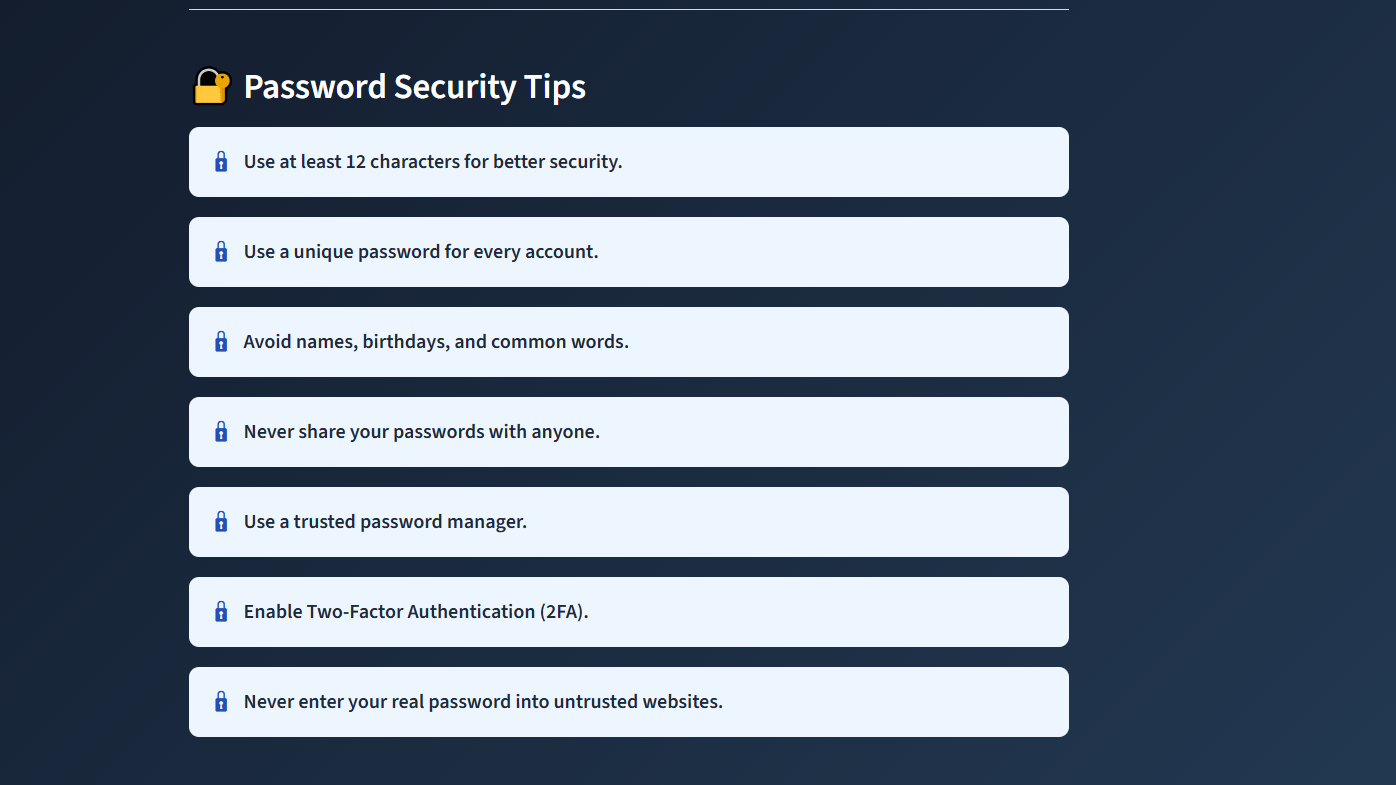 Password Security Tips
Use at least 12 characters for better security.
Use a unique password for every account.
Avoid names, birthdays, and common words.
Never share your passwords with anyone.
Use a trusted password manager.
Enable Two-Factor Authentication (2FA).
Never enter your real password into untrusted websites.